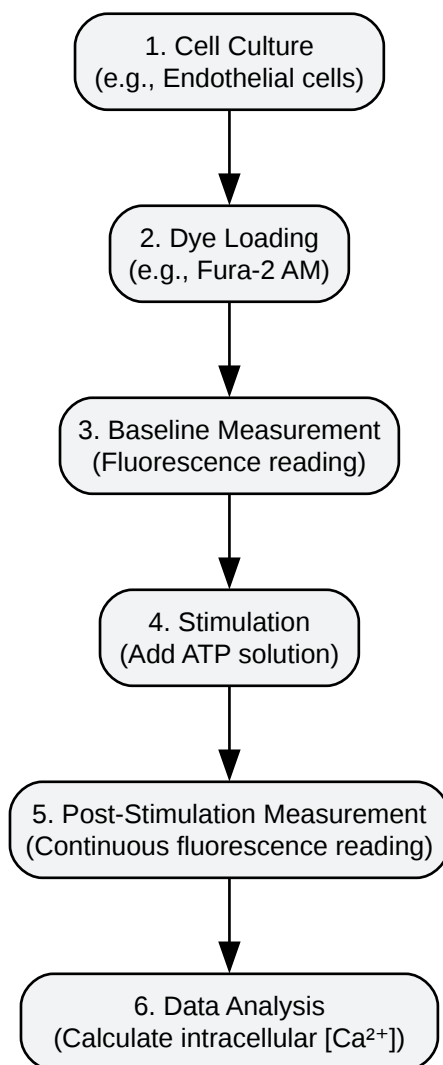 1. Cell Culture
(e.g., Endothelial cells)
2. Dye Loading
(e.g., Fura-2 AM)
3. Baseline Measurement
(Fluorescence reading)
4. Stimulation
(Add ATP solution)
5. Post-Stimulation Measurement
(Continuous fluorescence reading)
6. Data Analysis
(Calculate intracellular [Ca²⁺])